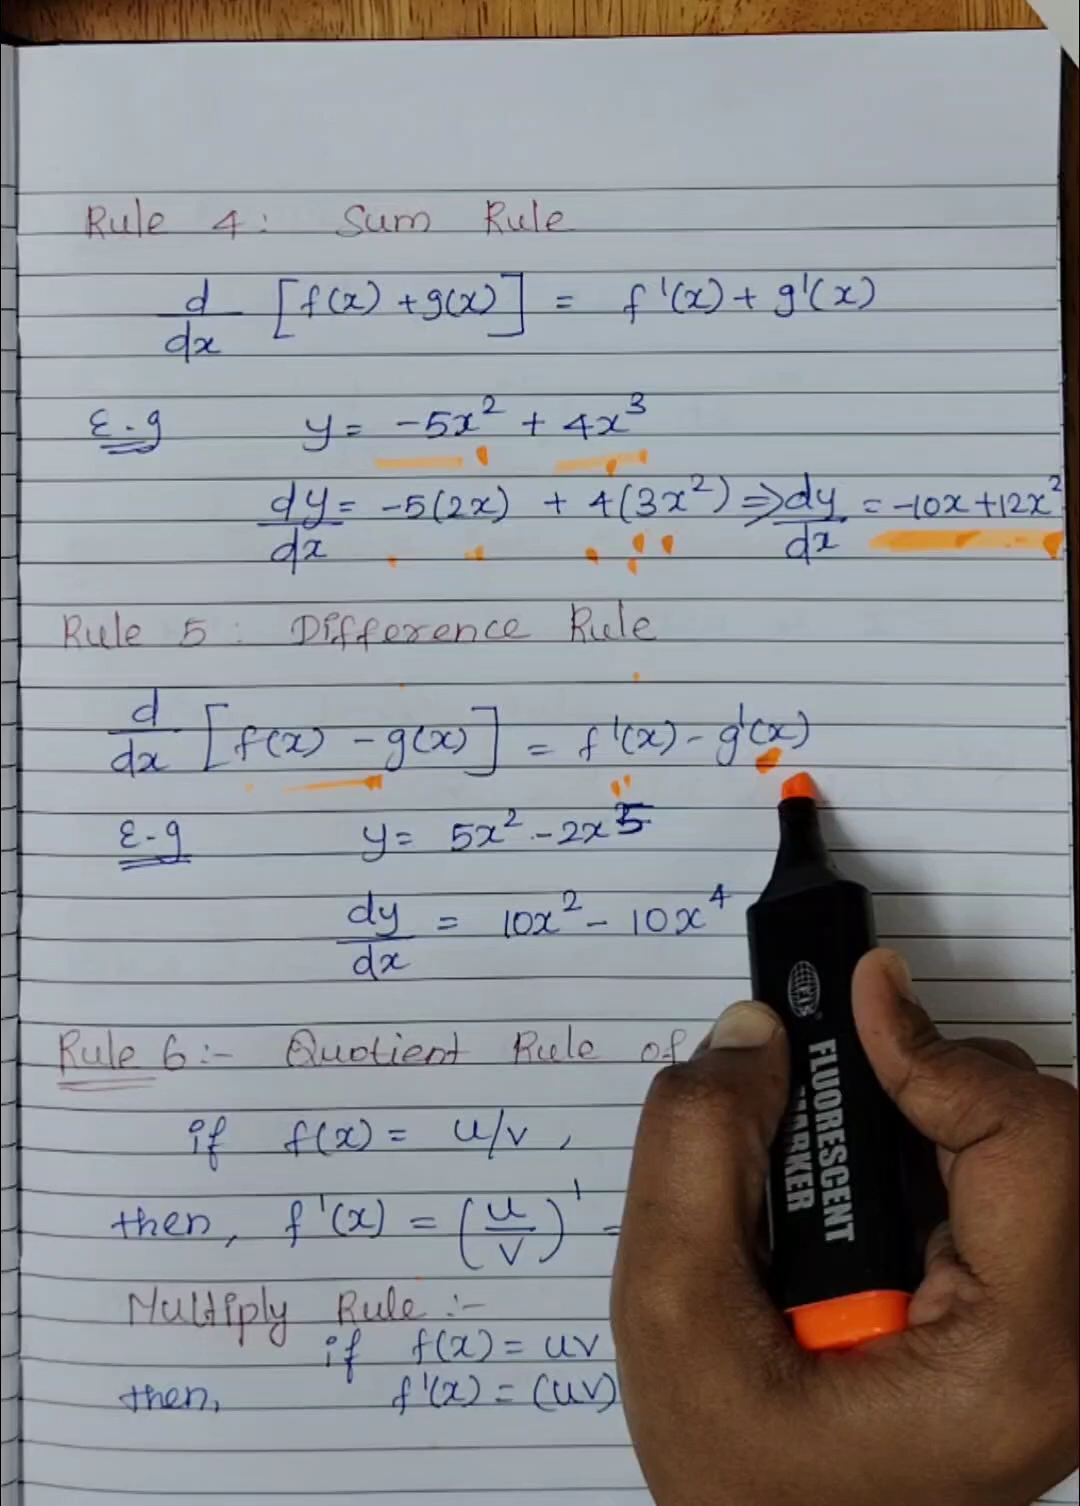 Rule 4: Sum Rule
d/dx [f(x) + g(x)] = f'(x) + g'(x)
E.g y = -5x² + 4x³
dy/dx = -5(2x) + 4(3x²) => dy/dx = -10x + 12x²
Rule 5: Difference Rule
d/dx [f(x) - g(x)] = f'(x) - g'(x)
E.g y = 5x² - 2x⁵
dy/dx = 10x² - 10x⁴
Rule 6:- Quotient Rule of
if f(x) = u/v,
then, f'(x) = (u/v)' =
Multiply Rule:-
if f(x) = uv
then, f'(x) = (uv)
FLUORESCENT
MARKER